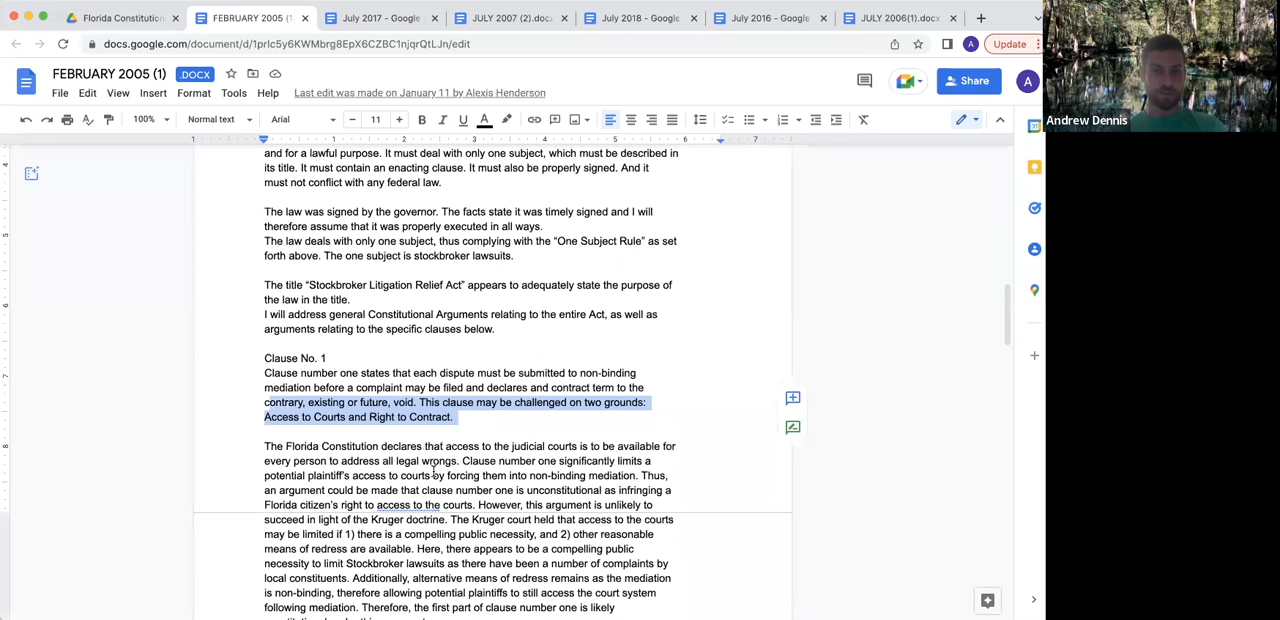 Florida Constitution
FEBRUARY 2005 (1
July 2017 - Google
JULY 2007 (2).doc
July 2018 - Google
July 2016 - Google
JULY 2006(1).docx
docs.google.com/document/d/1prIc5y6KWMbrg8EpX6CZBC1njqrQtLJn/edit
A
Update
FEBRUARY 2005 (1) .DOCX
File Edit View Insert Format Tools Help Last edit was made on January 11 by Alexis Henderson
Share
A
100% Normal text Arial 11 B I U A
1 1 2 3 4 5 6 7
4
5
6
7
8
and for a lawful purpose. It must deal with only one subject, which must be described in
its title. It must contain an enacting clause. It must also be properly signed. And it
must not conflict with any federal law.
The law was signed by the governor. The facts state it was timely signed and I will
therefore assume that it was properly executed in all ways.
The law deals with only one subject, thus complying with the “One Subject Rule” as set
forth above. The one subject is stockbroker lawsuits.
The title “Stockbroker Litigation Relief Act” appears to adequately state the purpose of
the law in the title.
I will address general Constitutional Arguments relating to the entire Act, as well as
arguments relating to the specific clauses below.
Clause No. 1
Clause number one states that each dispute must be submitted to non-binding
mediation before a complaint may be filed and declares and contract term to the
contrary, existing or future, void. This clause may be challenged on two grounds:
Access to Courts and Right to Contract.
The Florida Constitution declares that access to the judicial courts is to be available for
every person to address all legal wrongs. Clause number one significantly limits a
potential plaintiff's access to courts by forcing them into non-binding mediation. Thus,
an argument could be made that clause number one is unconstitutional as infringing a
Florida citizen's right to access to the courts. However, this argument is unlikely to
succeed in light of the Kruger doctrine. The Kruger court held that access to the courts
may be limited if 1) there is a compelling public necessity, and 2) other reasonable
means of redress are available. Here, there appears to be a compelling public
necessity to limit Stockbroker lawsuits as there have been a number of complaints by
local constituents. Additionally, alternative means of redress remains as the mediation
is non-binding, therefore allowing potential plaintiffs to still access the court system
following mediation. Therefore, the first part of clause number one is likely
Andrew Dennis